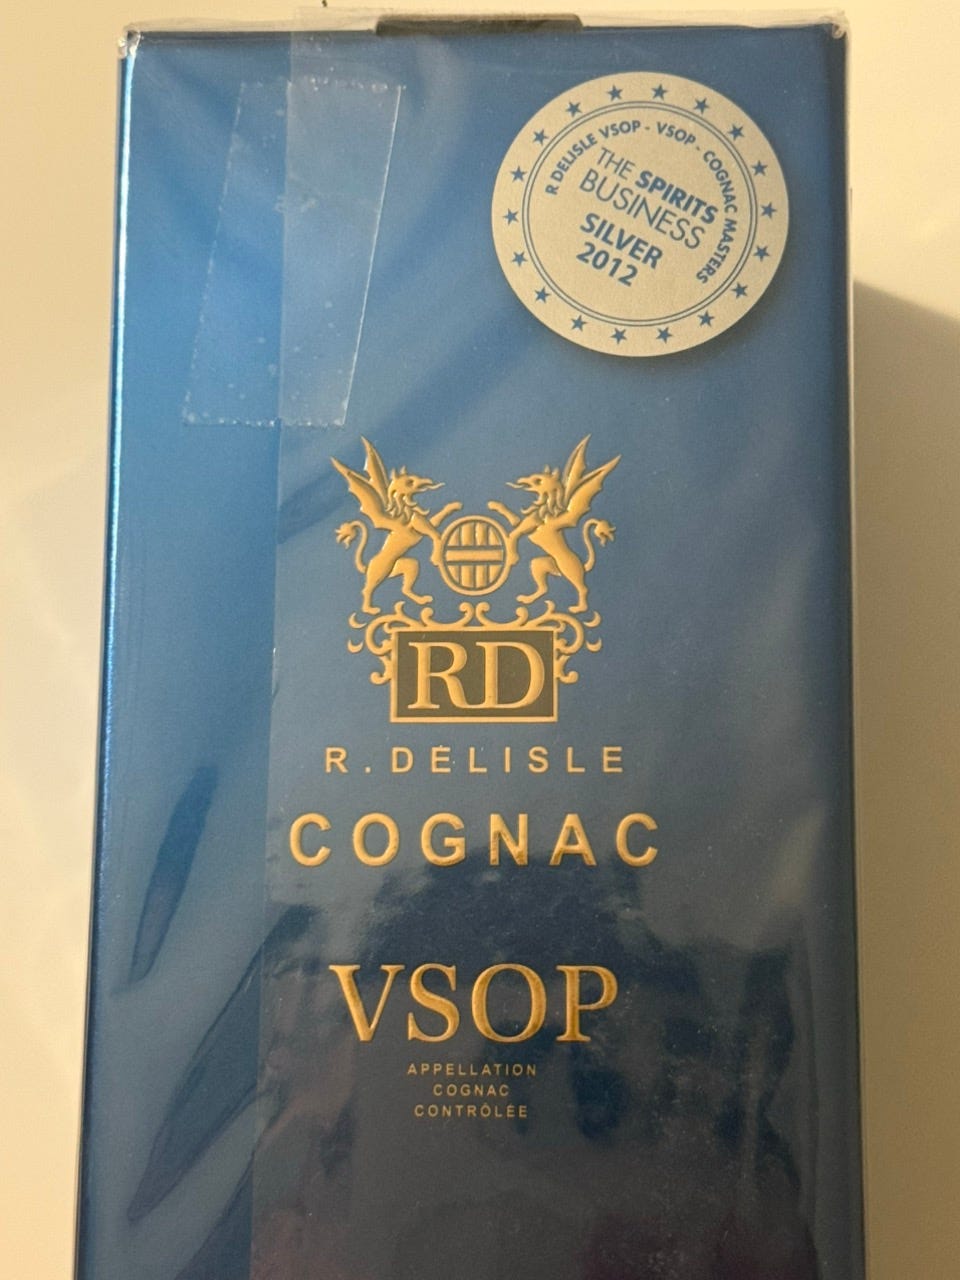 R DELISLE VSOP - VSOP - COGNAC MASTERS
THE SPIRITS
BUSINESS
SILVER
2012
RD
R. DELISLE
COGNAC
VSOP
APPELLATION
COGNAC
CONTRÔLÉE